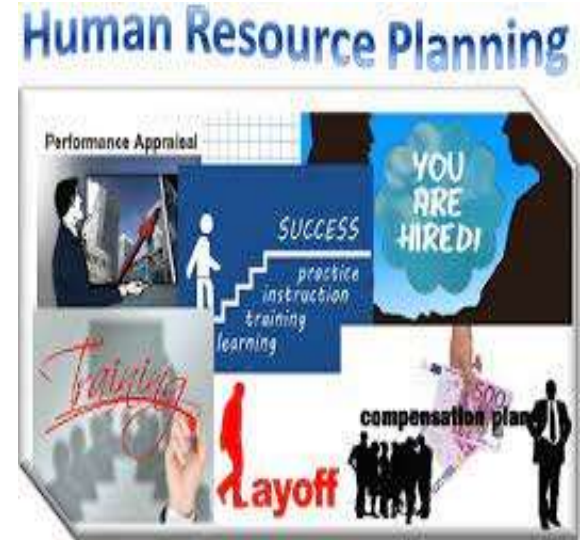 Human Resource Planning
Performance Appraisal
YOU
ARE
HIRED!
SUCCESS
practice
instruction
training
learning
Training
Layoff
500
compensation plan